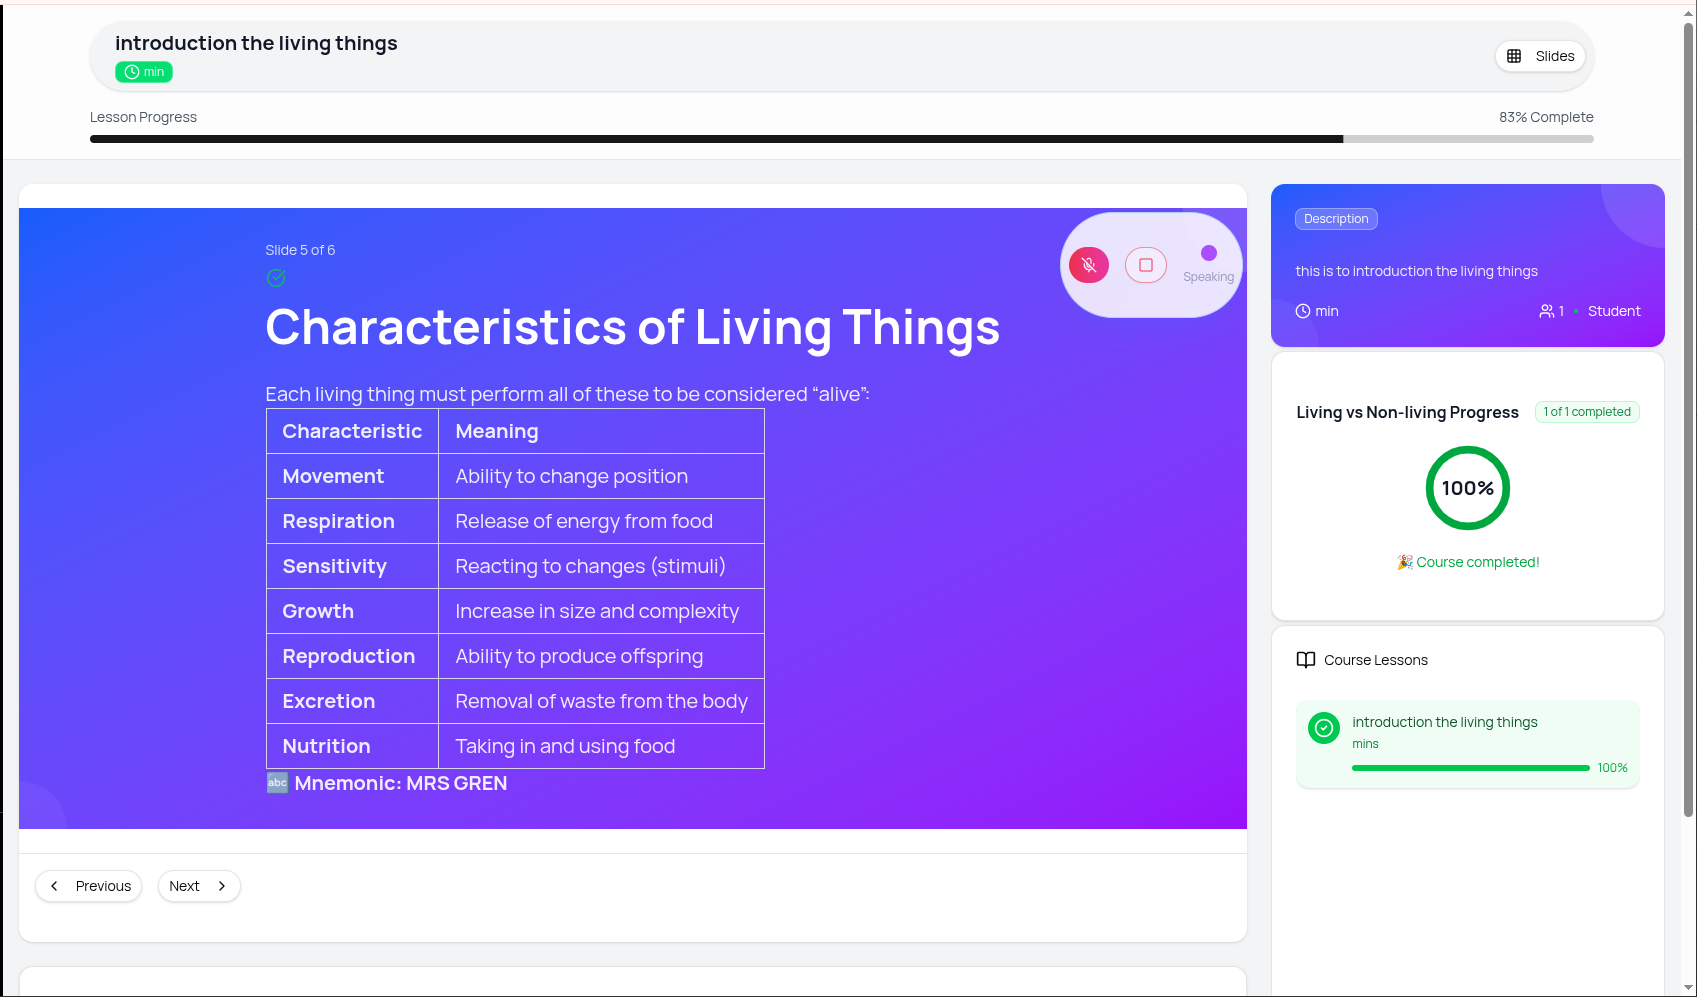 introduction the living things
min
Slides
Lesson Progress
83% Complete
Slide 5 of 6
Speaking
Characteristics of Living Things
Each living thing must perform all of these to be considered “alive”:
Characteristic Meaning
Movement Ability to change position
Respiration Release of energy from food
Sensitivity Reacting to changes (stimuli)
Growth Increase in size and complexity
Reproduction Ability to produce offspring
Excretion Removal of waste from the body
Nutrition Taking in and using food
🔤 Mnemonic: MRS GREN
Previous
Next
Description
this is to introduction the living things
min
1 • Student
Living vs Non-living Progress
1 of 1 completed
100%
🎉 Course completed!
Course Lessons
introduction the living things
mins
100%